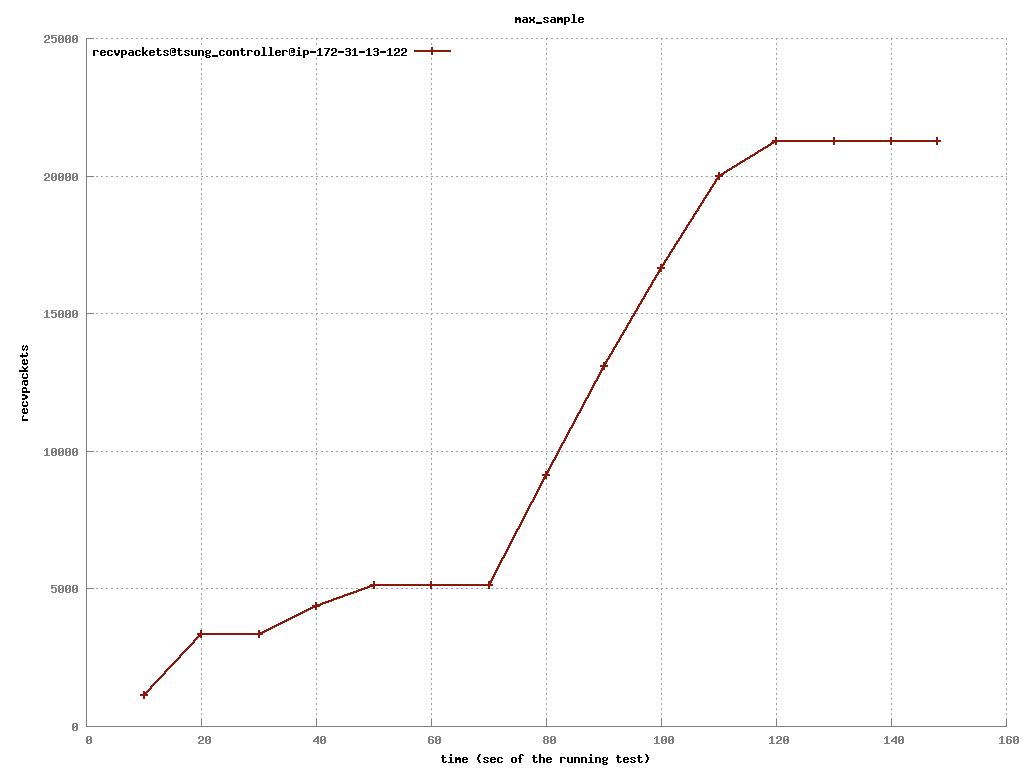 max_sample
25000
recvpackets@tsung_controller@ip-172-31-13-122
20000
15000
recvpackets
10000
5000
0
0 20 40 60 80 100 120 140 160
time (sec of the running test)